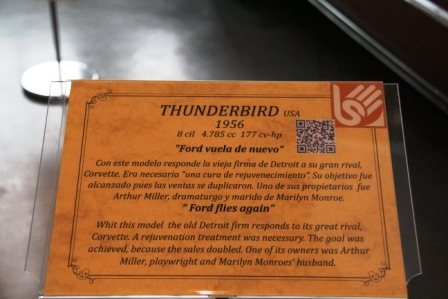 THUNDERBIRD USA
1956
8 cil 4.785 cc 177 cv-hp
"Ford vuela de nuevo"
Con este modelo responde la vieja firma de Detroit a su gran rival,
Corvette. Era necesaria "una cura de rejuvenecimiento". Su objetivo fue
alcanzado pues las ventas se duplicaron. Uno de sus propietarios fue
Arthur Miller, dramaturgo y marido de Marilyn Monroe.
" Ford flies again"
Whit this model the old Detroit firm responds to its great rival,
Corvette. A rejuvenation treatment was necessary. The goal was
achieved, because the sales doubled. One of its owners was Arthur
Miller, playwright and Marilyn Monroes' husband.